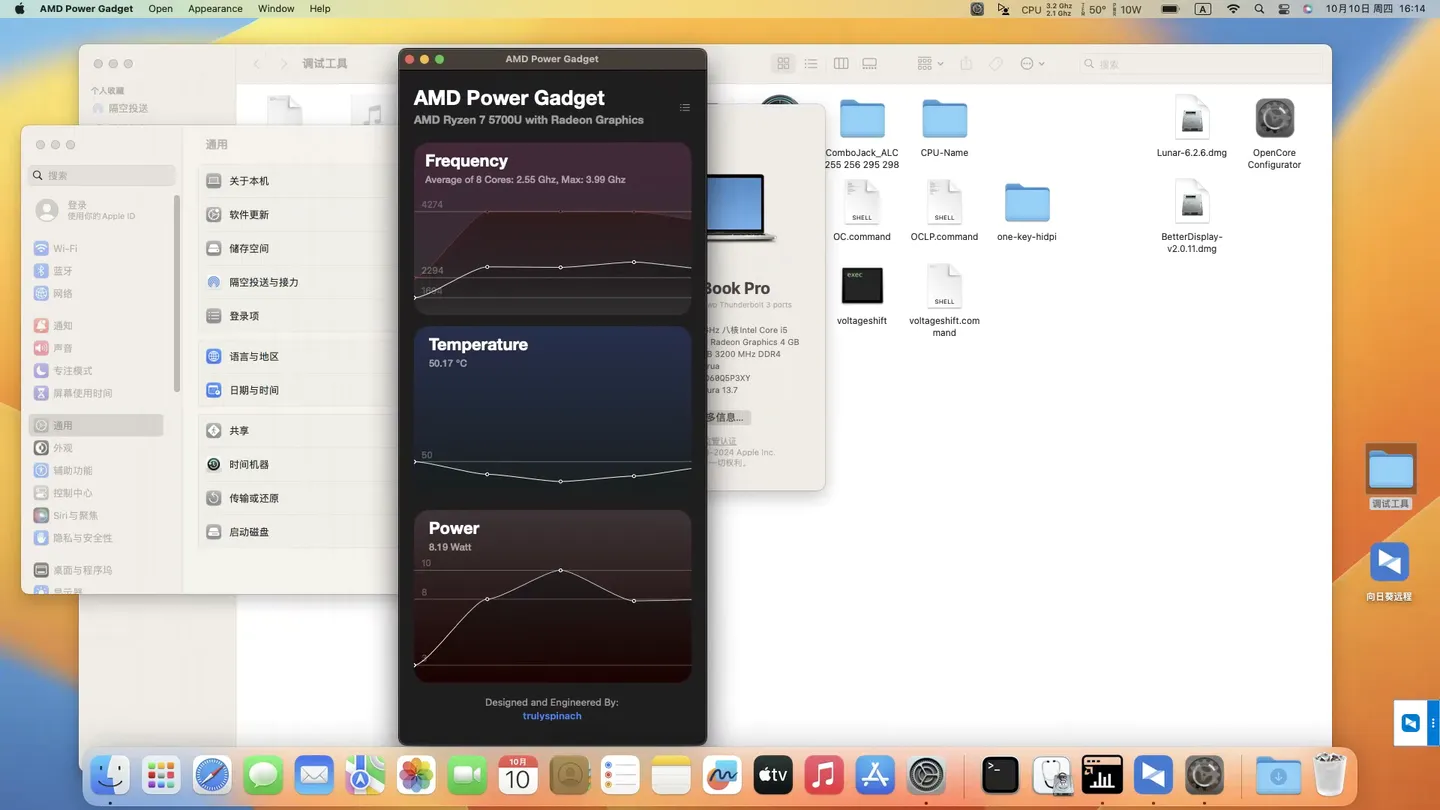 AMD Power Gadget Open Appearance Window Help
CPU 3.2 Ghz 2.1 Ghz 50° 10W A 10月10日 周四 16:14
调试工具
搜索
个人收藏
隔空投送
搜索
登录
使用你的Apple ID
Wi-Fi
蓝牙
网络
通知
声音
专注模式
屏幕使用时间
通用
外观
辅助功能
控制中心
Siri与聚焦
隐私与安全性
桌面与程序坞
显示器
通用
关于本机
软件更新
储存空间
隔空投送与接力
登录项
语言与地区
日期与时间
共享
时间机器
传输或还原
启动磁盘
AMD Power Gadget
AMD Power Gadget
AMD Ryzen 7 5700U with Radeon Graphics
Frequency
Average of 8 Cores: 2.55 Ghz, Max: 3.99 Ghz
4274
2294
Temperature
50.17 °C
50
Power
8.19 Watt
10
8
Designed and Engineered By:
trulyspinach
Book Pro
Thunderbolt 3 ports
八核Intel Core i5
Radeon Graphics 4 GB
3200 MHz DDR4
13.7
多信息...
监管认证
-2024 Apple Inc.
一切权利。
ComboJack_ALC
255 256 295 298
CPU-Name
Lunar-6.2.6.dmg
OpenCore
Configurator
SHELL
OC.command
SHELL
OCLP.command
one-key-hidpi
BetterDisplay-
v2.0.11.dmg
exec
voltageshift
SHELL
voltageshift.com
mand
调试工具
向日葵远程
10月
10
tv